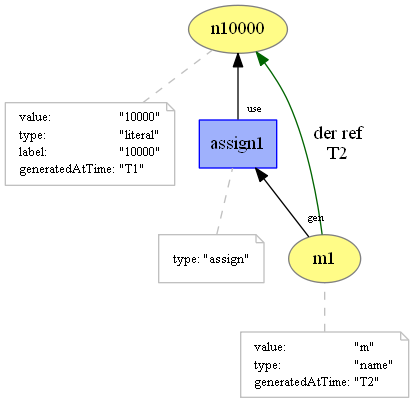 n10000
value: "10000"
type: "literal"
label: "10000"
generatedAtTime: "T1"
use
assign1
der ref
T2
type: "assign"
gen
m1
value: "m"
type: "name"
generatedAtTime: "T2"